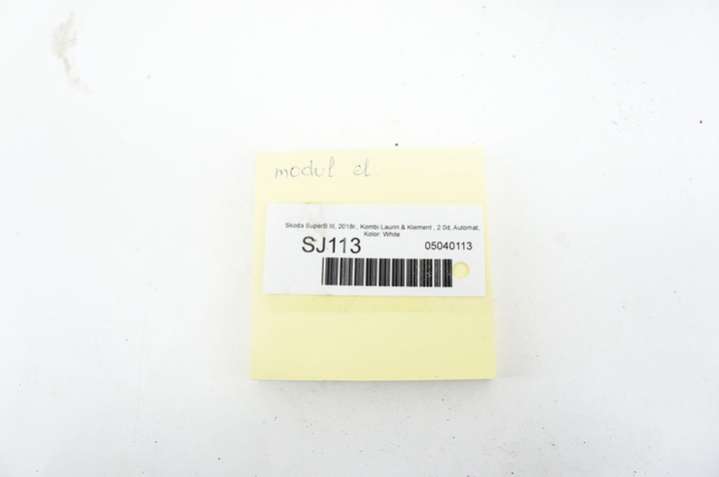 modul el.
Skoda SuperB III, 2018r., Kombi Laurin & Klement , 2.0d, Automat,
Kolor: White
SJ113 05040113